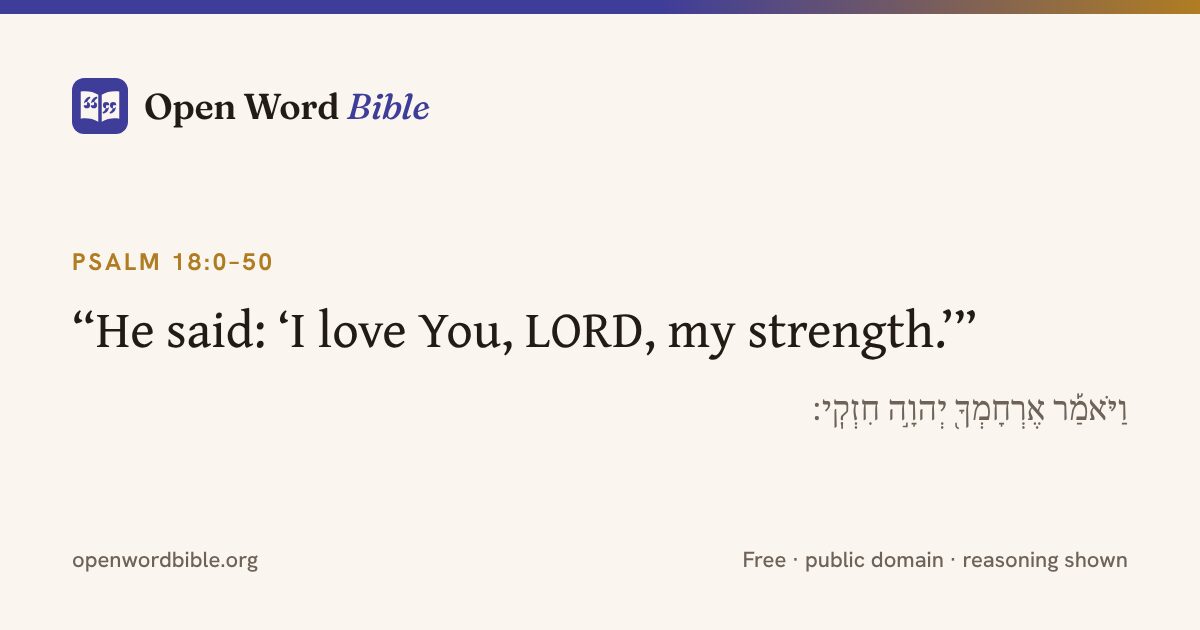 Open Word Bible
PSALM 18:0–50
“He said: ‘I love You, LORD, my strength.’”
וַיֹּאמַ֡ר אֶרְחָמְךָ֖ יְהוָ֣ה חִזְקִֽי׃
openwordbible.org
Free · public domain · reasoning shown